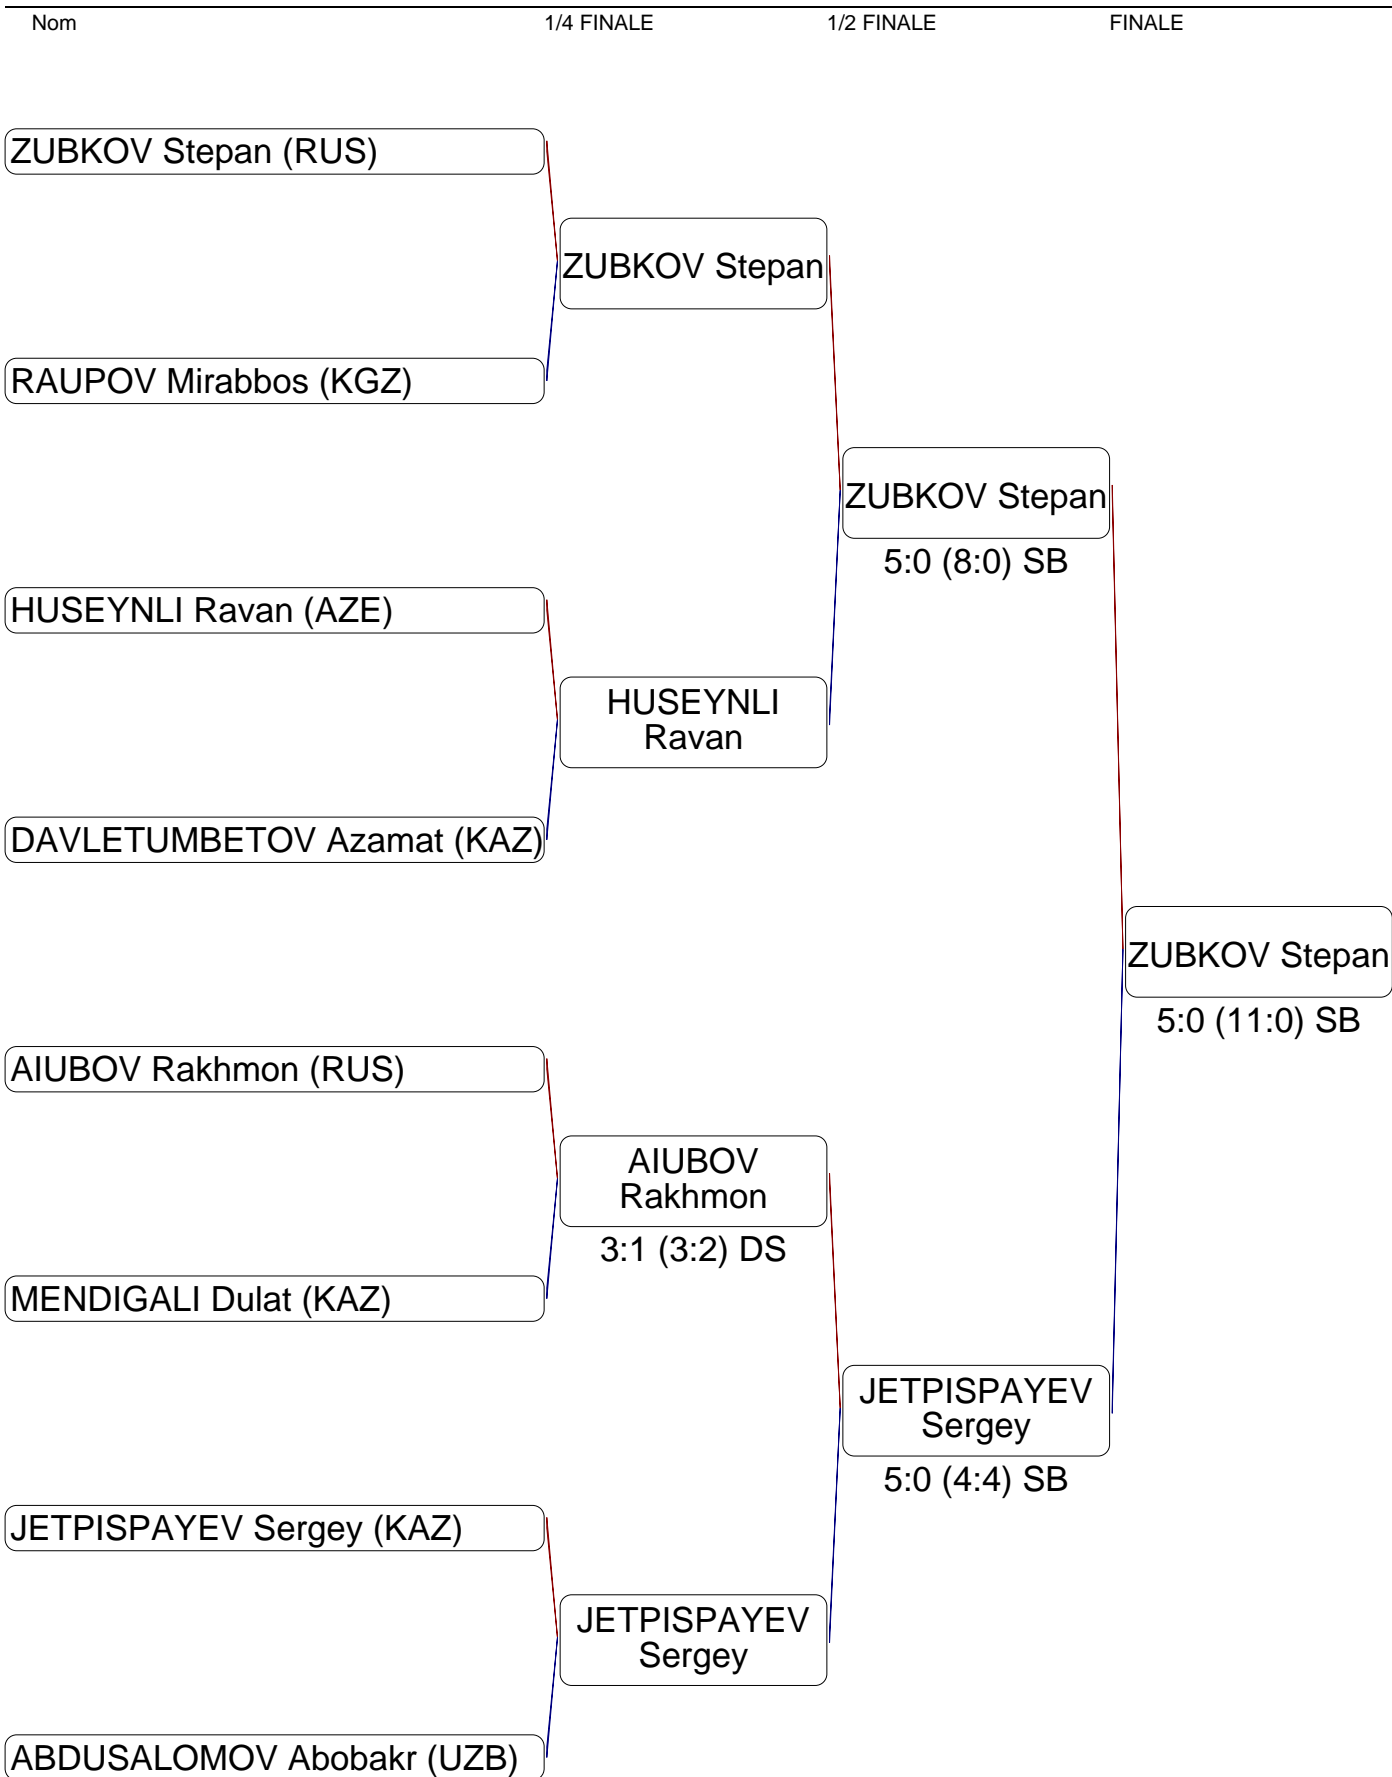 Nom 1/4 FINALE 1/2 FINALE FINALE
ZUBKOV Stepan (RUS)
ZUBKOV Stepan
RAUPOV Mirabbos (KGZ)
ZUBKOV Stepan
5:0 (8:0) SB
HUSEYNLI Ravan (AZE)
HUSEYNLI
Ravan
DAVLETUMBETOV Azamat (KAZ)
ZUBKOV Stepan
5:0 (11:0) SB
AIUBOV Rakhmon (RUS)
AIUBOV
Rakhmon
3:1 (3:2) DS
MENDIGALI Dulat (KAZ)
JETPISPAYEV
Sergey
5:0 (4:4) SB
JETPISPAYEV Sergey (KAZ)
JETPISPAYEV
Sergey
ABDUSALOMOV Abobakr (UZB)